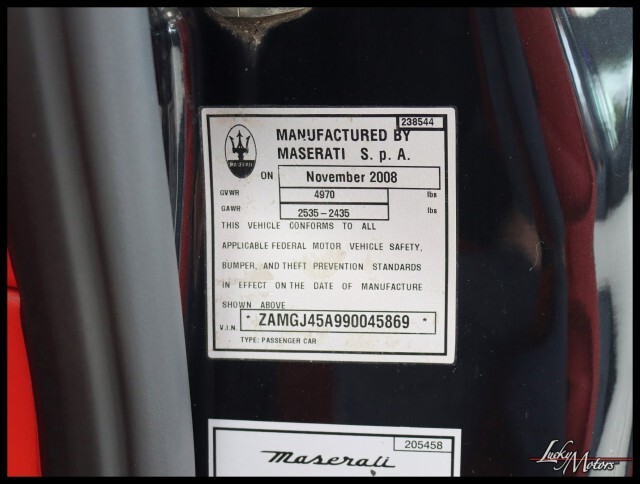 238544
MASERATI
MANUFACTURED BY
MASERATI S. p. A.
ON November 2008
GVWR 4970 lbs
GAWR 2535-2435 lbs
THIS VEHICLE CONFORMS TO ALL
APPLICABLE FEDERAL MOTOR VEHICLE SAFETY,
BUMPER, AND THEFT PREVENTION STANDARDS
IN EFFECT ON THE DATE OF MANUFACTURE
SHOWN ABOVE
V.I.N. * ZAMGJ45A990045869 *
TYPE: PASSENGER CAR
205458
Maserati
Lucky Motors